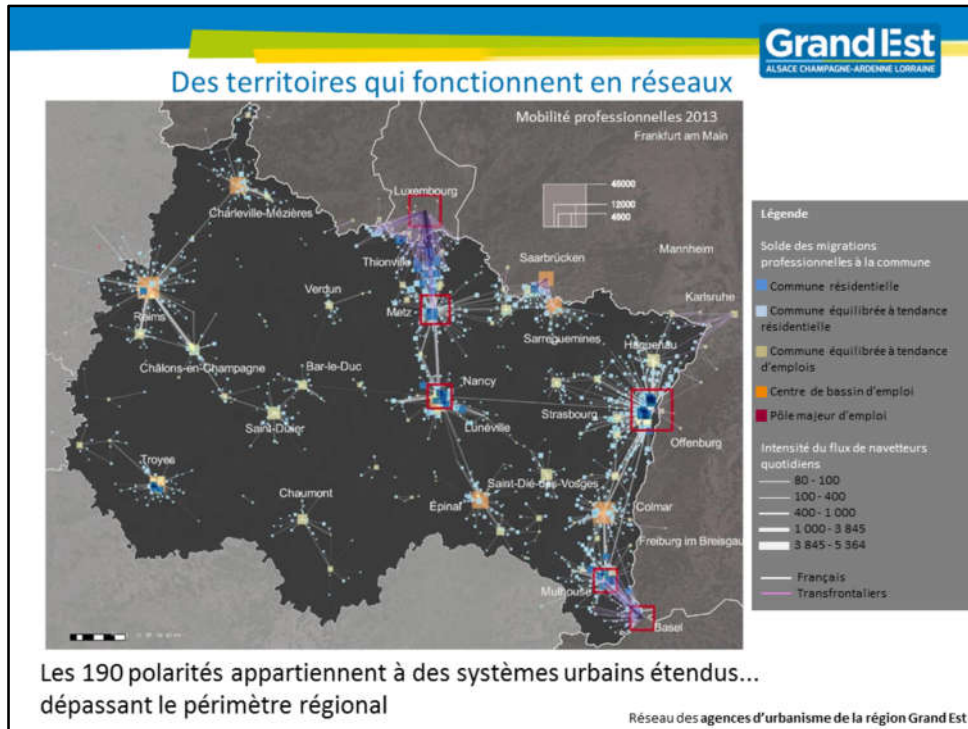 Grand Est
ALSACE CHAMPAGNE-ARDENNE LORRAINE
Des territoires qui fonctionnent en réseaux
Mobilité professionnelles 2013
Frankfurt am Main
45000
12000
4500
Luxembourg
Charleville-Mézières
Mannheim
Saarbrücken
Thionville
Verdun
Karlsruhe
Metz
Reims
Sarreguemines
Haguenau
Châlons-en-Champagne
Bar-le-Duc
Nancy
Strasbourg
Lunéville
Saint-Dizier
Offenburg
Troyes
Saint-Dié-des-Vosges
Chaumont
Épinal
Colmar
Freiburg im Breisgau
Mulhouse
Basel
Légende
Solde des migrations
professionnelles à la commune
Commune résidentielle
Commune équilibrée à tendance
résidentielle
Commune équilibrée à tendance
d'emplois
Centre de bassin d'emploi
Pôle majeur d'emploi
Intensité du flux de navetteurs
quotidiens
80 - 100
100 - 400
400 - 1 000
1 000 - 3 845
3 845 - 5 364
Français
Transfrontaliers
Les 190 polarités appartiennent à des systèmes urbains étendus...
dépassant le périmètre régional
Réseau des agences d'urbanisme de la région Grand Est